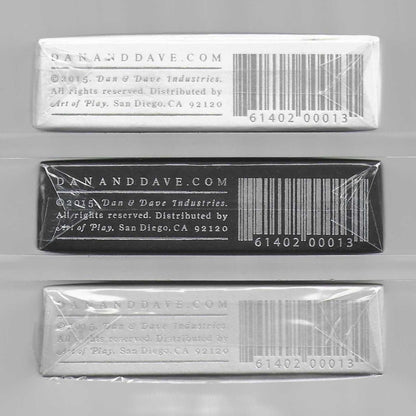 DANANDDAVE.COM
©2015. Dan & Dave Industries.
All rights reserved. Distributed by
Art of Play. San Diego, CA 92120
61402 00013
DANANDDAVE.COM
©2015. Dan & Dave Industries.
All rights reserved. Distributed by
Art of Play. San Diego, CA 92120
61402 00013
DANANDDAVE.COM
©2015. Dan & Dave Industries.
All rights reserved. Distributed by
Art of Play. San Diego, CA 92120
61402 00013